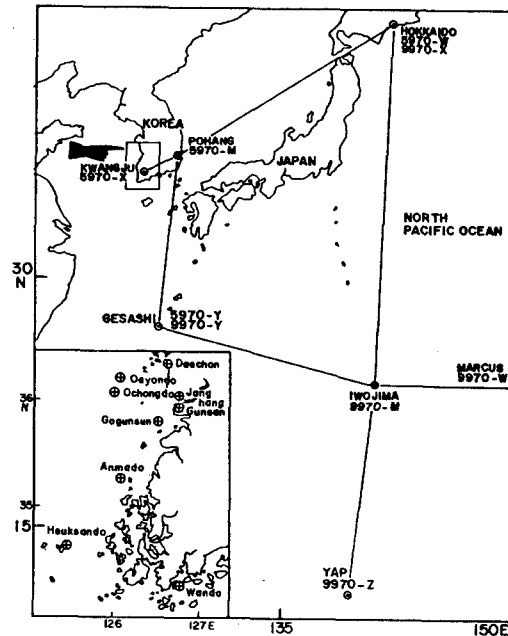 HOKKAIDO
5970-W
9970-X
KOREA
POHANG
5970-M
JAPAN
KWANGJU
5970-X
NORTH
PACIFIC OCEAN
30
N
GESASHI
5970-Y
9970-Y
MARCUS
9970-W
IWOJIMA
9970-M
Daechon
Oeyondo
Ochongdo
Jang
hang
Gunsan
36
N
Gogunsun
Anmado
35
15
Heuksando
Wando
YAP
9970-Z
126
127E
135
150E